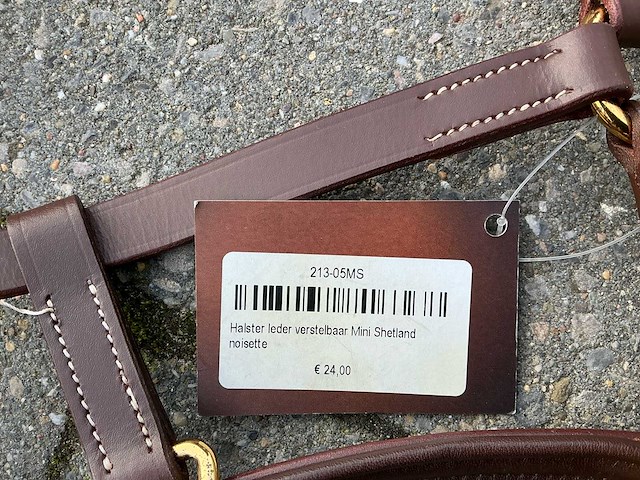 213-05MS
Halster leder verstelbaar Mini Shetland
noisette
€ 24,00